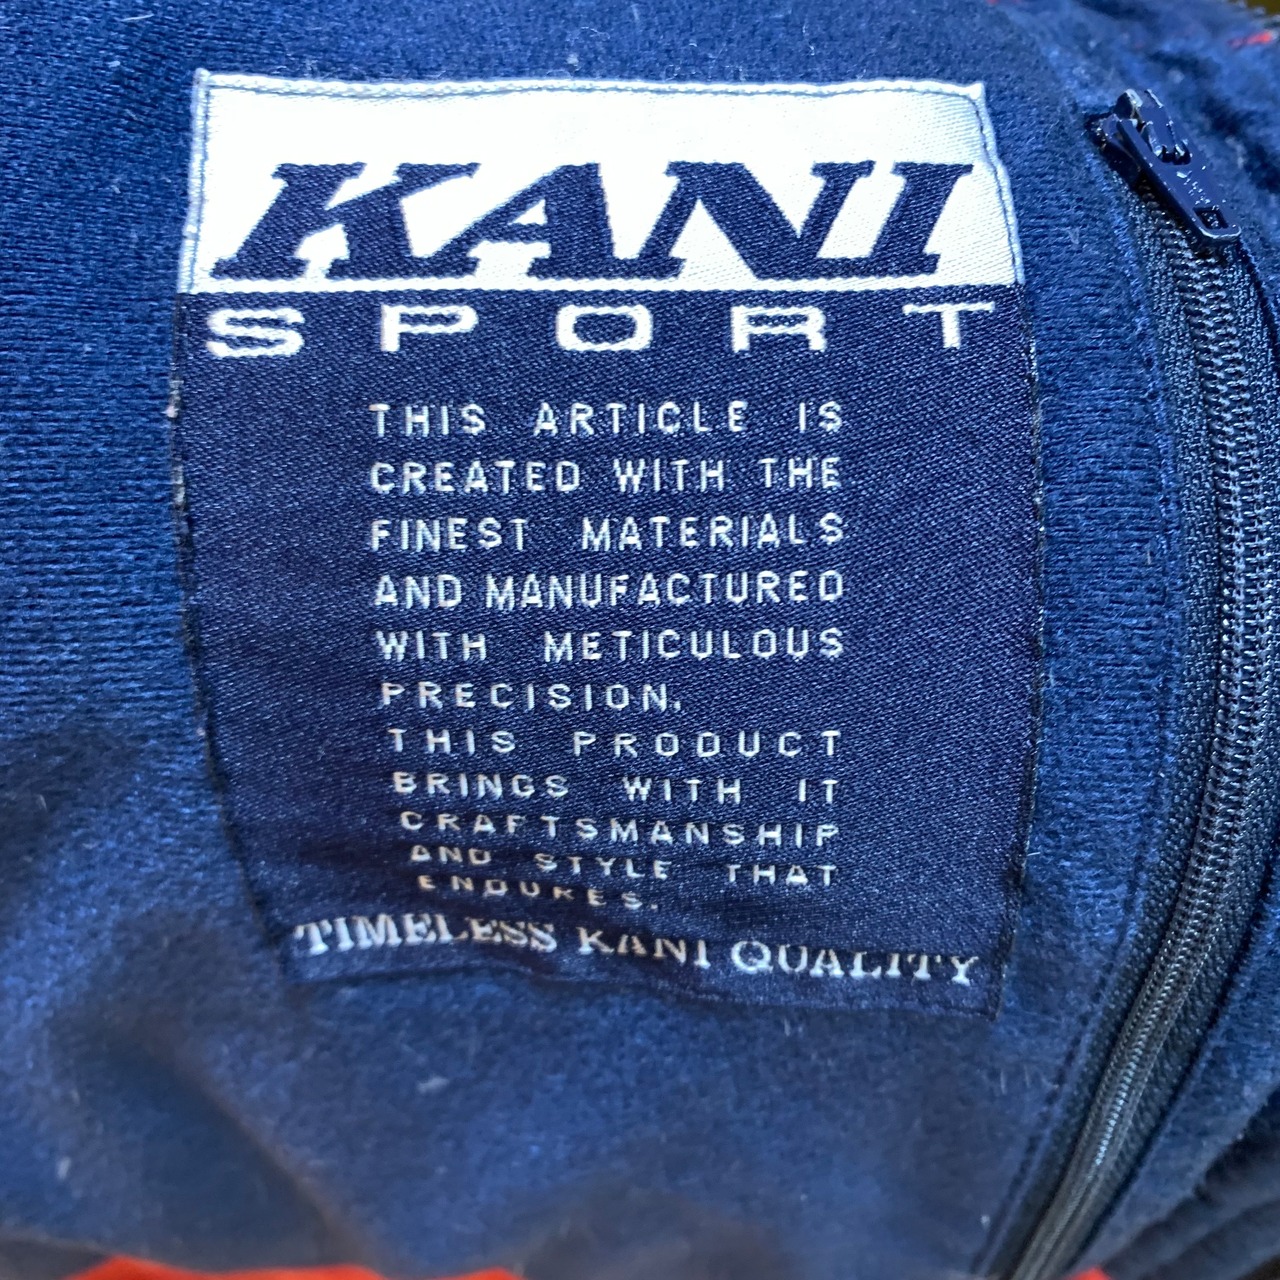 KANI
SPORT
THIS ARTICLE IS
CREATED WITH THE
FINEST MATERIALS
AND MANUFACTURED
WITH METICULOUS
PRECISION.
THIS PRODUCT
BRINGS WITH IT
CRAFTSMANSHIP
AND STYLE THAT
ENDURES.
TIMELESS KANI QUALITY